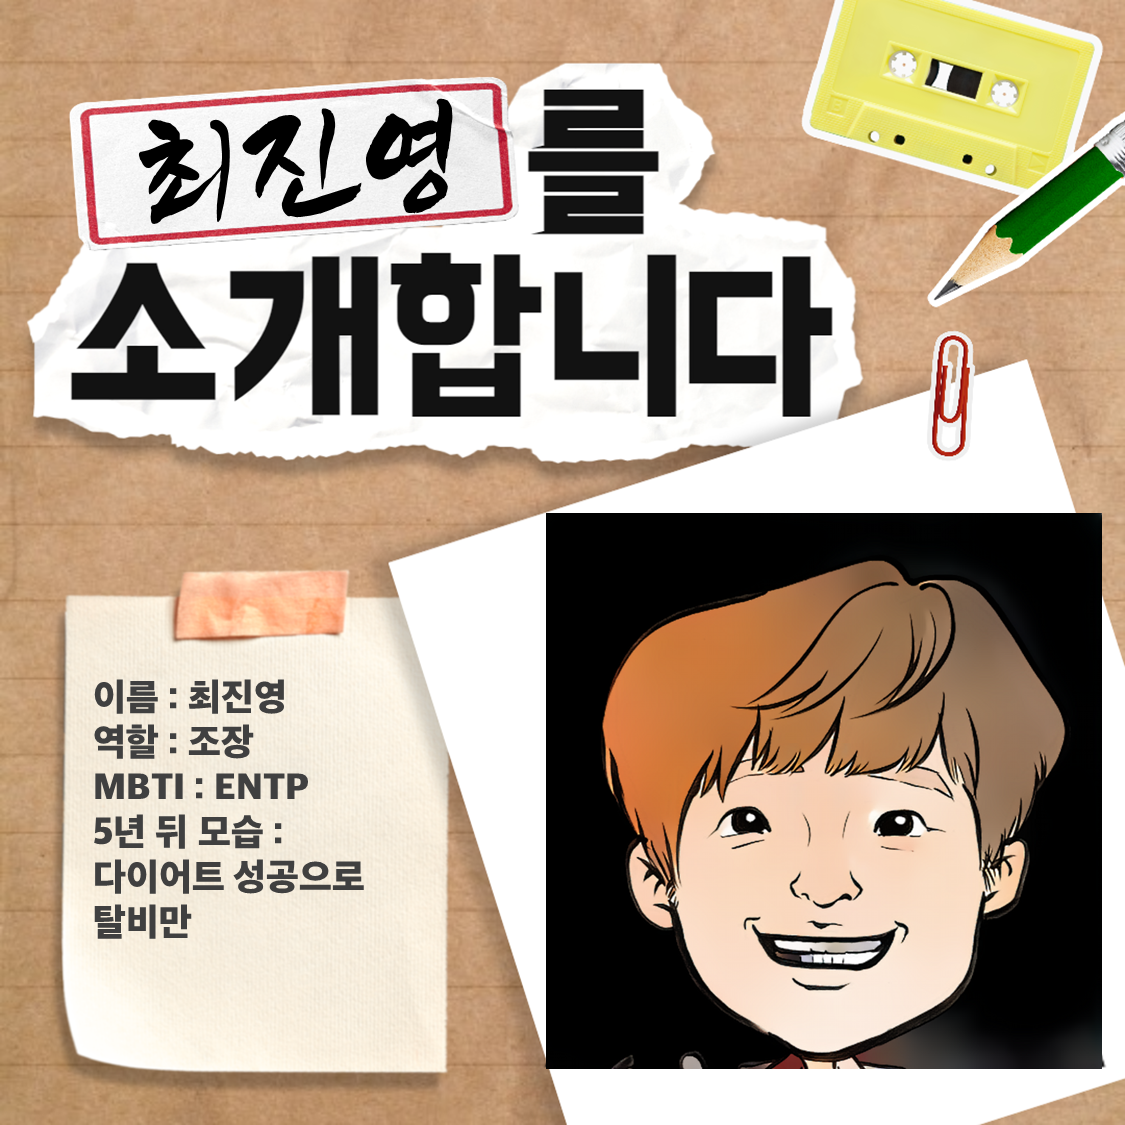 최진영를
소개합니다
이름 : 최진영
역할 : 조장
MBTI : ENTP
5년 뒤 모습 :
다이어트 성공으로
탈비만